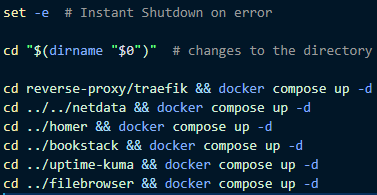 set -e  # Instant Shutdown on error
cd "$(dirname "$0")"  # changes to the directory
cd reverse-proxy/traefik && docker compose up -d
cd ../../netdata && docker compose up -d
cd ../homer && docker compose up -d
cd ../bookstack && docker compose up -d
cd ../uptime-kuma && docker compose up -d
cd ../filebrowser && docker compose up -d